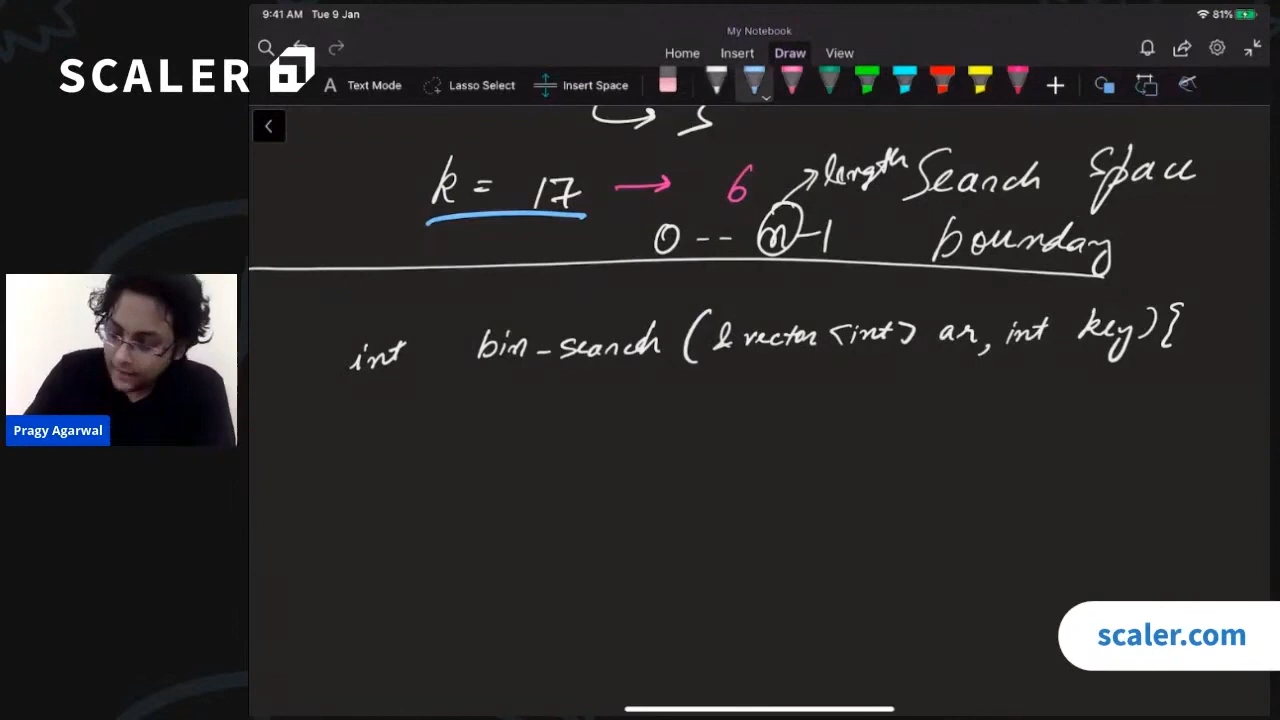 9:41 AM Tue 9 Jan
81%
My Notebook
Home Insert Draw View
SCALER
A Text Mode Lasso Select Insert Space
k = 17 → 6
length
Search Space
0 -- n-1
boundary
int bin-search (& vector <int> ar, int key) {
Pragy Agarwal
scaler.com